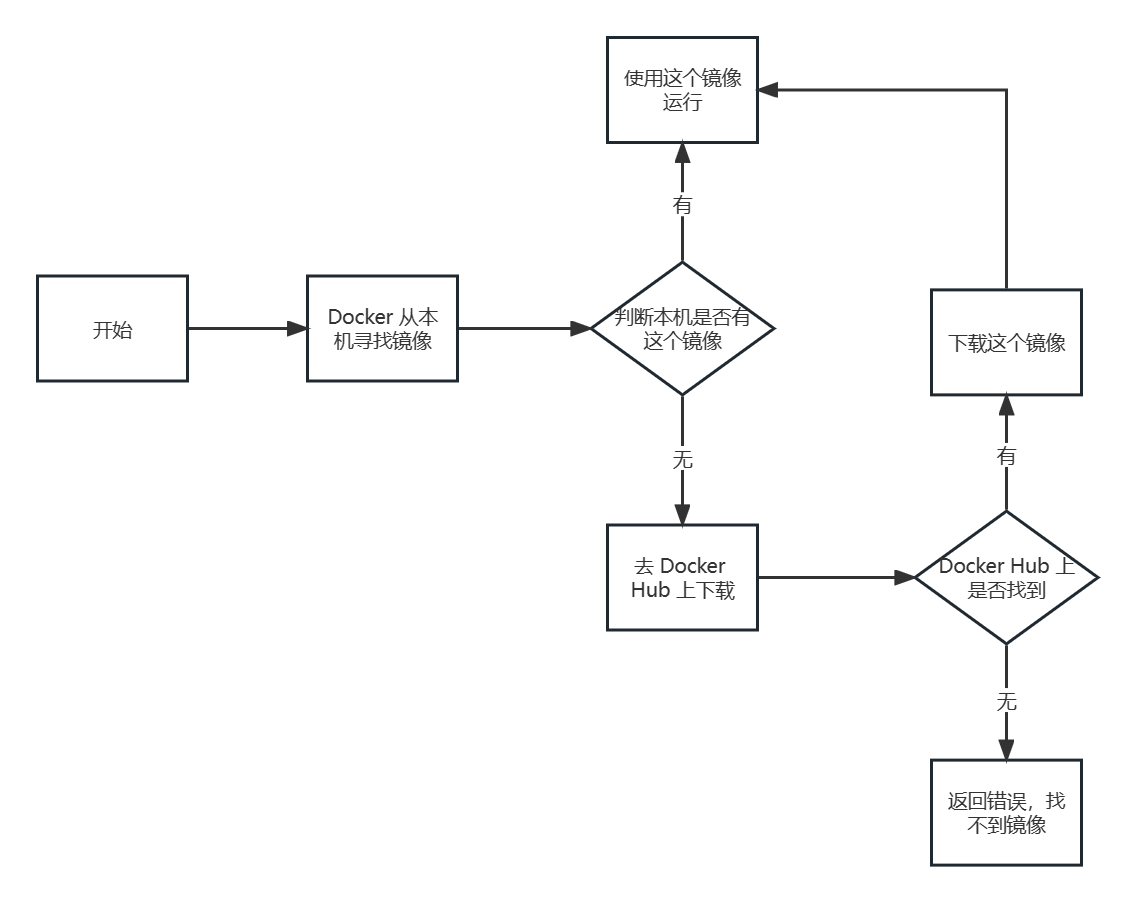 使用这个镜像
运行
有
开始
Docker 从本
机寻找镜像
判断本机是否有
这个镜像
下载这个镜像
无
有
去 Docker
Hub 上下载
Docker Hub 上
是否找到
无
返回错误，找
不到镜像